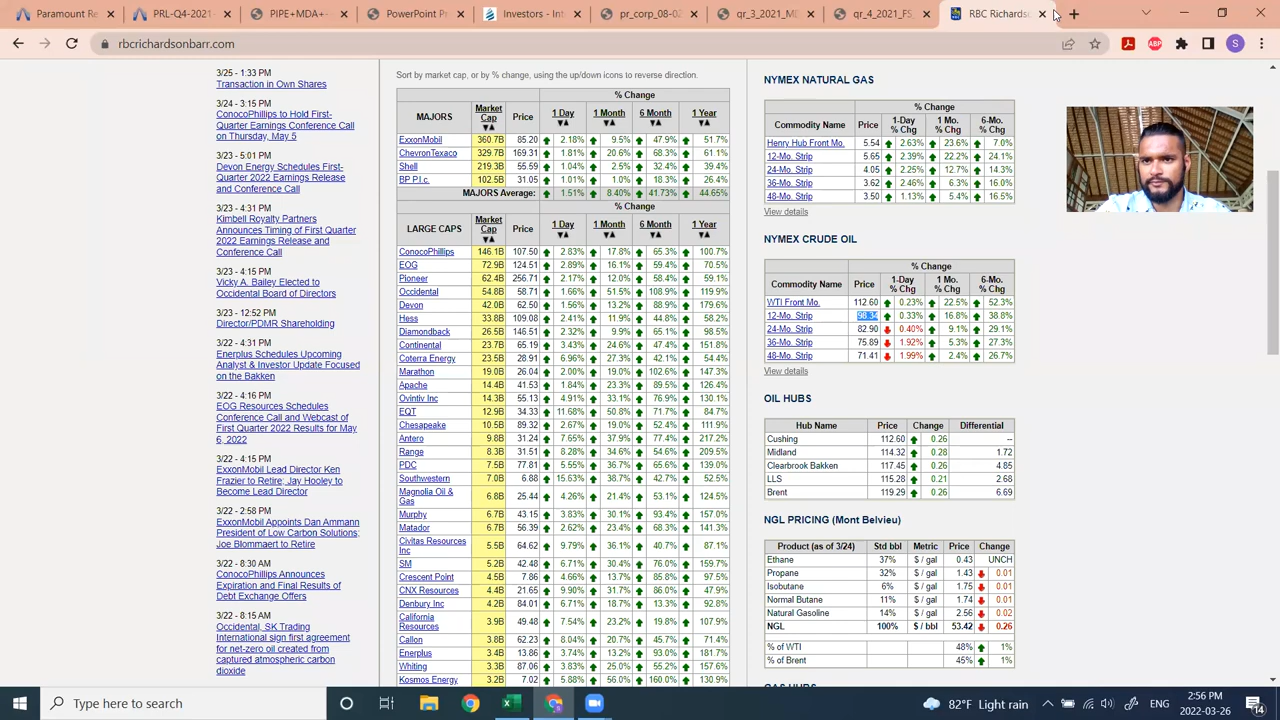 Paramount Re
PRL-Q4-2021-
PIPE-MDA+-
PowerPoint P
Investors - Int
pr_corp_08-02
qr_3_2021_ME
qr_4_2021_FS_
RBC Richardso
rbcrichardsonbarr.com
3/25 - 1:33 PM
Transaction in Own Shares
3/24 - 3:15 PM
ConocoPhillips to Hold First-
Quarter Earnings Conference Call
on Thursday, May 5
3/23 - 5:01 PM
Devon Energy Schedules First-
Quarter 2022 Earnings Release
and Conference Call
3/23 - 4:31 PM
Kimbell Royalty Partners
Announces Timing of First Quarter
2022 Earnings Release and
Conference Call
3/23 - 4:15 PM
Vicky A. Bailey Elected to
Occidental Board of Directors
3/23 - 12:52 PM
Director/PDMR Shareholding
3/22 - 4:31 PM
Enerplus Schedules Upcoming
Analyst & Investor Update Focused
on the Bakken
3/22 - 4:16 PM
EOG Resources Schedules
Conference Call and Webcast of
First Quarter 2022 Results for May
6, 2022
3/22 - 4:15 PM
ExxonMobil Lead Director Ken
Frazier to Retire; Jay Hooley to
Become Lead Director
3/22 - 2:58 PM
ExxonMobil Appoints Dan Ammann
President of Low Carbon Solutions;
Joe Blommaert to Retire
3/22 - 8:30 AM
ConocoPhillips Announces
Expiration and Final Results of
Debt Exchange Offers
3/22 - 8:15 AM
Occidental, SK Trading
International sign first agreement
for net-zero oil created from
captured atmospheric carbon
dioxide
Sort by market cap, or by % change, using the up/down icons to reverse direction.
% Change
MAJORS Market Cap Price 1 Day 1 Month 6 Month 1 Year
ExxonMobil 360.7B 85.20 2.18% 9.5% 47.9% 51.7%
ChevronTexaco 329.7B 169.31 1.81% 20.6% 68.3% 61.1%
Shell 219.3B 55.59 1.04% 2.5% 32.4% 39.4%
BP P.l.c. 102.5B 31.05 1.01% 1.0% 18.3% 26.4%
MAJORS Average: 1.51% 8.40% 41.73% 44.65%
% Change
LARGE CAPS Market Cap Price 1 Day 1 Month 6 Month 1 Year
ConocoPhillips 146.1B 107.50 2.83% 17.8% 65.3% 100.7%
EOG 72.9B 124.51 2.69% 16.1% 59.4% 70.5%
Pioneer 62.4B 256.71 2.17% 12.0% 58.4% 59.1%
Occidental 54.8B 58.71 1.66% 51.5% 108.9% 119.9%
Devon 42.0B 62.50 1.56% 13.2% 88.9% 179.6%
Hess 33.8B 109.08 2.41% 11.9% 44.8% 58.2%
Diamondback 26.5B 146.51 2.32% 9.9% 65.1% 98.5%
Continental 23.7B 65.19 3.43% 24.6% 47.4% 151.8%
Coterra Energy 23.5B 28.91 6.96% 27.3% 42.1% 54.4%
Marathon 19.0B 26.04 2.00% 19.0% 102.6% 147.3%
Apache 14.4B 41.53 1.84% 23.3% 89.5% 126.4%
Ovintiv Inc 14.3B 55.13 4.91% 33.1% 76.9% 130.1%
EQT 12.9B 34.33 11.68% 50.8% 71.7% 84.7%
Chesapeake 10.5B 89.32 2.67% 19.0% 52.4% 111.9%
Antero 9.8B 31.24 7.65% 37.9% 77.4% 217.2%
Range 8.3B 31.51 8.28% 34.6% 54.6% 209.5%
PDC 7.5B 77.81 5.55% 36.7% 65.6% 139.0%
Southwestern 7.0B 6.88 15.63% 38.7% 42.7% 52.5%
Magnolia Oil & Gas 6.8B 25.44 4.26% 21.4% 53.1% 124.5%
Murphy 6.7B 43.15 3.83% 30.1% 93.4% 157.0%
Matador 6.7B 56.39 2.62% 23.4% 68.3% 141.3%
Civitas Resources Inc 5.5B 64.62 9.79% 36.1% 40.7% 87.1%
SM 5.2B 42.48 6.71% 30.4% 76.0% 159.7%
Crescent Point 4.5B 7.86 4.66% 13.7% 85.8% 97.5%
CNX Resources 4.4B 21.65 9.90% 31.7% 86.0% 47.9%
Denbury Inc 4.2B 84.01 6.71% 18.7% 13.3% 92.8%
California Resources 3.9B 49.48 7.54% 23.2% 19.8% 107.9%
Callon 3.8B 62.23 8.04% 20.7% 45.7% 71.4%
Enerplus 3.4B 13.86 3.74% 13.2% 93.0% 181.7%
Whiting 3.3B 87.06 3.83% 25.0% 55.2% 157.6%
Kosmos Energy 3.2B 7.02 5.88% 56.0% 160.0% 130.9%
NYMEX NATURAL GAS
% Change
Commodity Name Price 1-Day % Chg 1 Mo. % Chg 6-Mo. % Chg
Henry Hub Front Mo. 5.54 2.63% 23.6% 7.0%
12-Mo. Strip 5.65 2.39% 22.2% 24.1%
24-Mo. Strip 4.05 2.25% 12.7% 14.3%
36-Mo. Strip 3.62 2.46% 6.3% 16.0%
48-Mo. Strip 3.50 1.13% 5.4% 16.5%
View details
NYMEX CRUDE OIL
% Change
Commodity Name Price 1-Day % Chg 1 Mo. % Chg 6-Mo. % Chg
WTI Front Mo. 112.60 0.23% 22.5% 52.3%
12-Mo. Strip 98.34 0.33% 16.8% 38.8%
24-Mo. Strip 82.90 0.40% 9.1% 29.1%
36-Mo. Strip 75.89 1.92% 5.3% 27.3%
48-Mo. Strip 71.41 1.99% 2.4% 26.7%
View details
OIL HUBS
Hub Name Price Change Differential
Cushing 112.60 0.26 --
Midland 114.32 0.28 1.72
Clearbrook Bakken 117.45 0.26 4.85
LLS 115.28 0.21 2.68
Brent 119.29 0.26 6.69
NGL PRICING (Mont Belvieu)
Product (as of 3/24) Std bbl Metric Price Change
Ethane 37% $ / gal 0.43 UNCH
Propane 32% $ / gal 1.43 0.01
Isobutane 6% $ / gal 1.75 0.01
Normal Butane 11% $ / gal 1.74 0.01
Natural Gasoline 14% $ / gal 2.56 0.02
NGL 100% $ / bbl 53.42 0.26
% of WTI 48% 1%
% of Brent 45% 1%
Type here to search
82°F Light rain
ENG
2:56 PM
2022-03-26
14